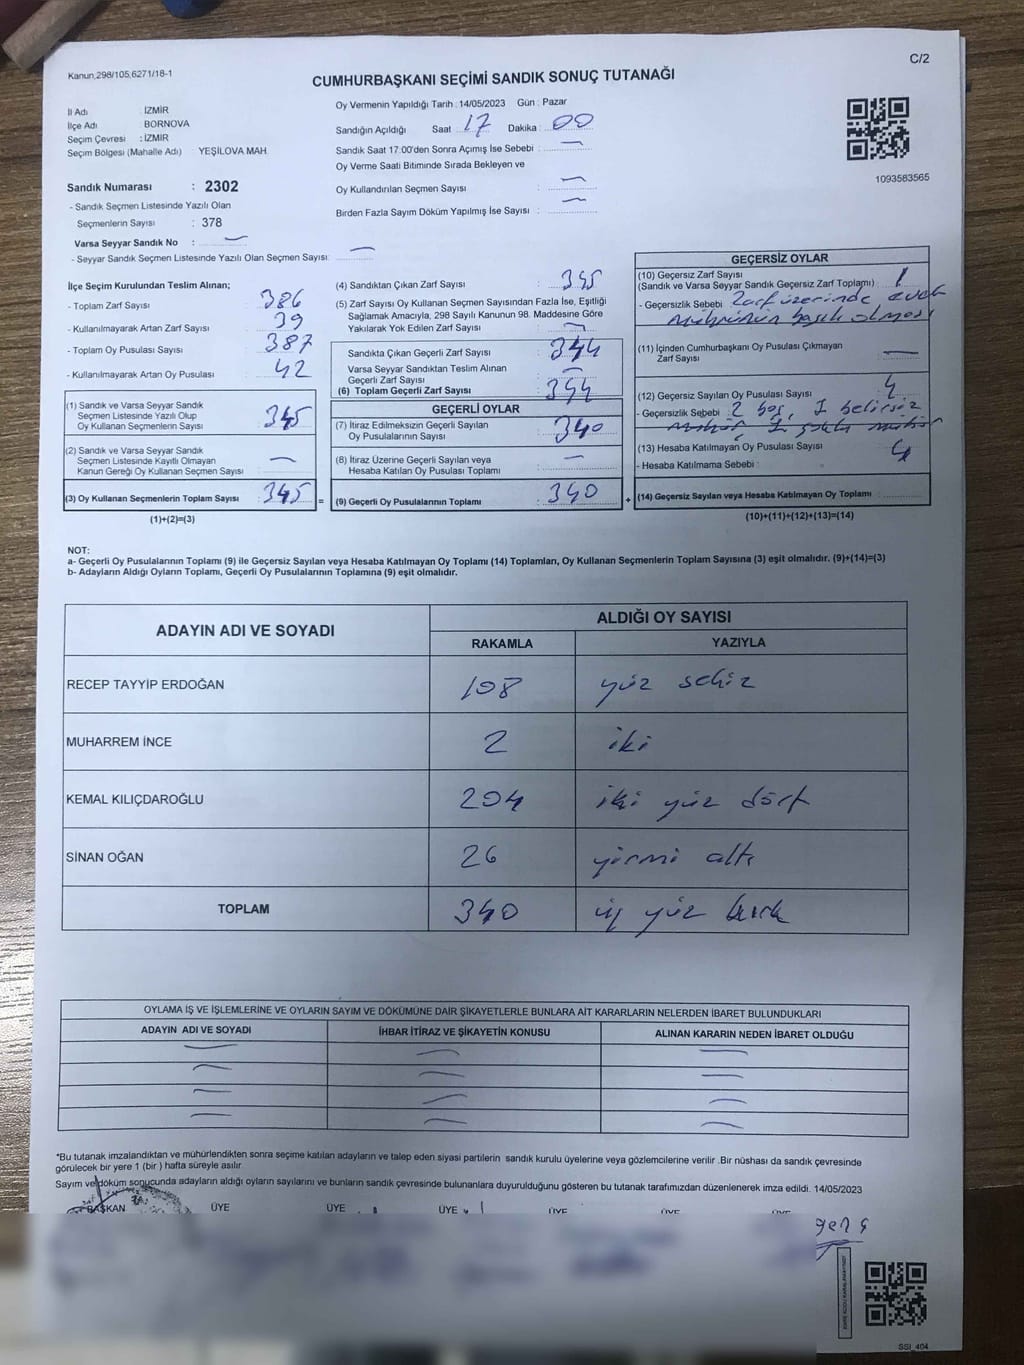 Kanun,298/105,6271/18-1
C/2
CUMHURBAŞKANI SEÇİMİ SANDIK SONUÇ TUTANAĞI
İl Adı : İZMİR
İlçe Adı : BORNOVA
Seçim Çevresi : İZMİR
Seçim Bölgesi (Mahalle Adı) : YEŞİLOVA MAH.
Sandık Numarası : 2302
- Sandık Seçmen Listesinde Yazılı Olan
Seçmenlerin Sayısı : 378
Varsa Seyyar Sandık No : —
- Seyyar Sandık Seçmen Listesinde Yazılı Olan Seçmen Sayısı: —
Oy Vermenin Yapıldığı Tarih : 14/05/2023 Gün : Pazar
Sandığın Açıldığı Saat : 17 Dakika : 00
Sandık Saat 17:00'den Sonra Açımış İse Sebebi : —
Oy Verme Saati Bitiminde Sırada Bekleyen ve
Oy Kullandırılan Seçmen Sayısı : —
Birden Fazla Sayım Döküm Yapılmış İse Sayısı : —
1093583565
İlçe Seçim Kurulundan Teslim Alınan;
- Toplam Zarf Sayısı : 386
- Kullanılmayarak Artan Zarf Sayısı : 39
- Toplam Oy Pusulası Sayısı : 387
- Kullanılmayarak Artan Oy Pusulası : 42
(1) Sandık ve Varsa Seyyar Sandık
Seçmen Listesinde Yazılı Olup
Oy Kullanan Seçmenlerin Sayısı : 345
(2) Sandık ve Varsa Seyyar Sandık
Seçmen Listesinde Kayıtlı Olmayan
Kanun Gereği Oy Kullanan Seçmen Sayısı : —
(3) Oy Kullanan Seçmenlerin Toplam Sayısı : 345 =
(1)+(2)=(3)
(4) Sandıktan Çıkan Zarf Sayısı : 345
(5) Zarf Sayısı Oy Kullanan Seçmen Sayısından Fazla İse, Eşitliği
Sağlamak Amacıyla, 298 Sayılı Kanunun 98. Maddesine Göre
Yakılarak Yok Edilen Zarf Sayısı : —
Sandıkta Çıkan Geçerli Zarf Sayısı : 344
Varsa Seyyar Sandıktan Teslim Alınan
Geçerli Zarf Sayısı : —
(6) Toplam Geçerli Zarf Sayısı : 344
GEÇERLİ OYLAR
(7) İtiraz Edilmeksizin Geçerli Sayılan
Oy Pusulalarının Sayısı : 340
(8) İtiraz Üzerine Geçerli Sayılan veya
Hesaba Katılan Oy Pusulası Toplamı : —
(9) Geçerli Oy Pusulalarının Toplamı : 340 +
GEÇERSİZ OYLAR
(10) Geçersiz Zarf Sayısı
(Sandık ve Varsa Seyyar Sandık Geçersiz Zarf Toplamı) : 1
- Geçersizlik Sebebi : Zarf üzerinde evet
mührünün basılı olması
(11) İçinden Cumhurbaşkanı Oy Pusulası Çıkmayan
Zarf Sayısı : —
(12) Geçersiz Sayılan Oy Pusulası Sayısı : 4
- Geçersizlik Sebebi : 2 boş, 1 belirsiz
mühür, 1 mühür
(13) Hesaba Katılmayan Oy Pusulası Sayısı : 4
- Hesaba Katılmama Sebebi :
(14) Geçersiz Sayılan veya Hesaba Katılmayan Oy Toplamı :
(10)+(11)+(12)+(13)=(14)
NOT:
a- Geçerli Oy Pusulalarının Toplamı (9) ile Geçersiz Sayılan veya Hesaba Katılmayan Oy Toplamı (14) Toplamları, Oy Kullanan Seçmenlerin Toplam Sayısına (3) eşit olmalıdır. (9)+(14)=(3)
b- Adayların Aldığı Oyların Toplamı, Geçerli Oy Pusulalarının Toplamına (9) eşit olmalıdır.
ADAYIN ADI VE SOYADI ALDIĞI OY SAYISI
RAKAMLA YAZIYLA
RECEP TAYYİP ERDOĞAN 108 yüz sekiz
MUHARREM İNCE 2 iki
KEMAL KILIÇDAROĞLU 204 iki yüz dört
SİNAN OĞAN 26 yirmi altı
TOPLAM 340 üç yüz kırk
OYLAMA İŞ VE İŞLEMLERİNE VE OYLARIN SAYIM VE DÖKÜMÜNE DAİR ŞİKAYETLERLE BUNLARA AİT KARARLARIN NELERDEN İBARET BULUNDUKLARI
ADAYIN ADI VE SOYADI İHBAR İTİRAZ VE ŞİKAYETİN KONUSU ALINAN KARARIN NEDEN İBARET OLDUĞU
— — —
— — —
— — —
— — —
*Bu tutanak imzalandıktan ve mühürlendikten sonra seçime katılan adayların ve talep eden siyasi partilerin sandık kurulu üyelerine veya gözlemcilerine verilir .Bir nüshası da sandık çevresinde
görülecek bir yere 1 (bir ) hafta süreyle asılır.
Sayım ve döküm sonucunda adayların aldığı oyların sayılarını ve bunların sandık çevresinde bulunanlara duyurulduğunu gösteren bu tutanak tarafımızdan düzenlenerek imza edildi. 14/05/2023
BAŞKAN ÜYE ÜYE ÜYE ÜYE ÜYE ÜYE
SSI_404